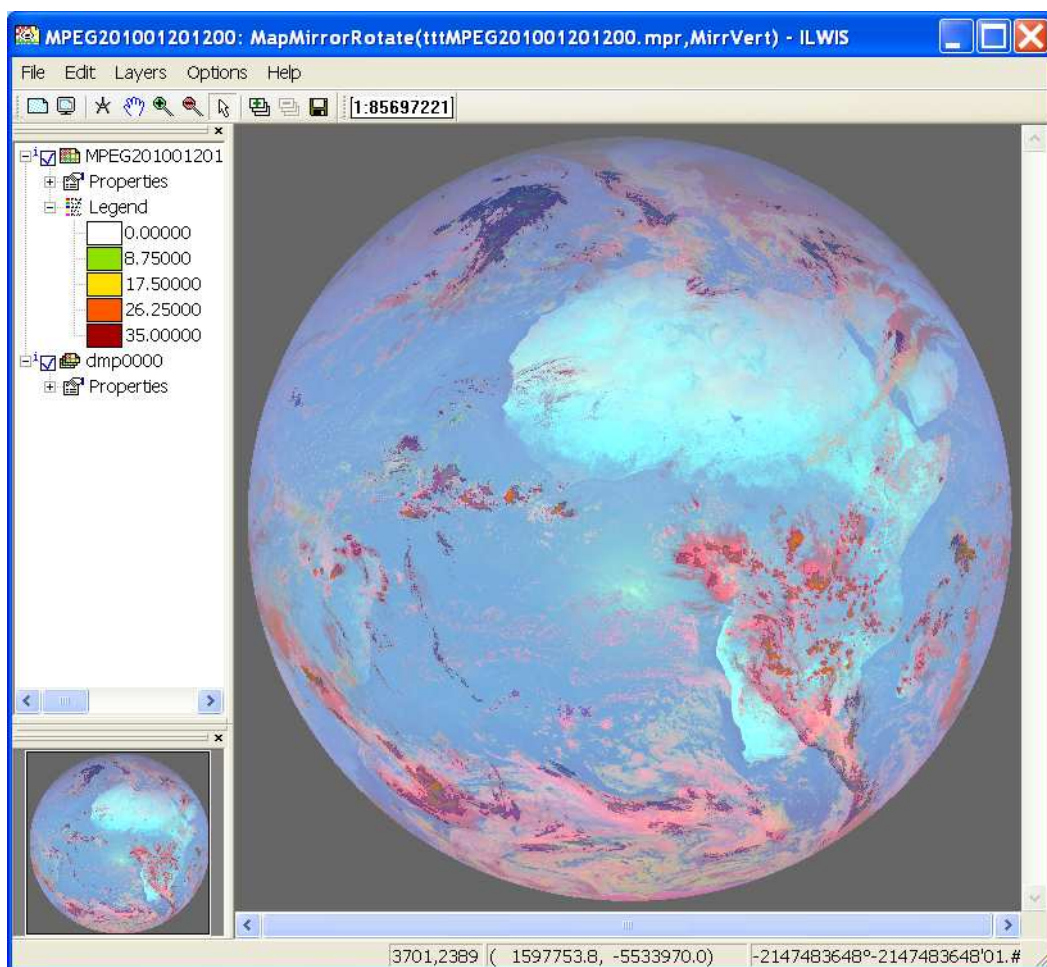 MPEG201001201200: MapMirrorRotate(tttMPEG201001201200.mpr,MirrVert) - ILWIS
File Edit Layers Options Help
1:85697221
MPEG201001201
Properties
Legend
0.00000
8.75000
17.50000
26.25000
35.00000
dmp0000
Properties
3701,2389 ( 1597753.8, -5533970.0) -2147483648°-2147483648'01.#